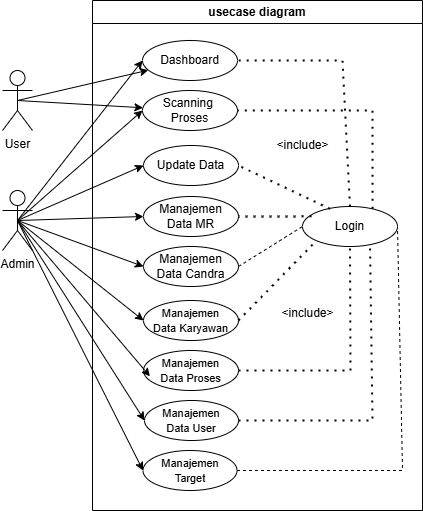 usecase diagram
Dashboard
Scanning
Proses
User
<include>
Update Data
Manajemen
Data MR
Login
Admin
Manajemen
Data Candra
<include>
Manajemen
Data Karyawan
Manajemen
Data Proses
Manajemen
Data User
Manajemen
Target